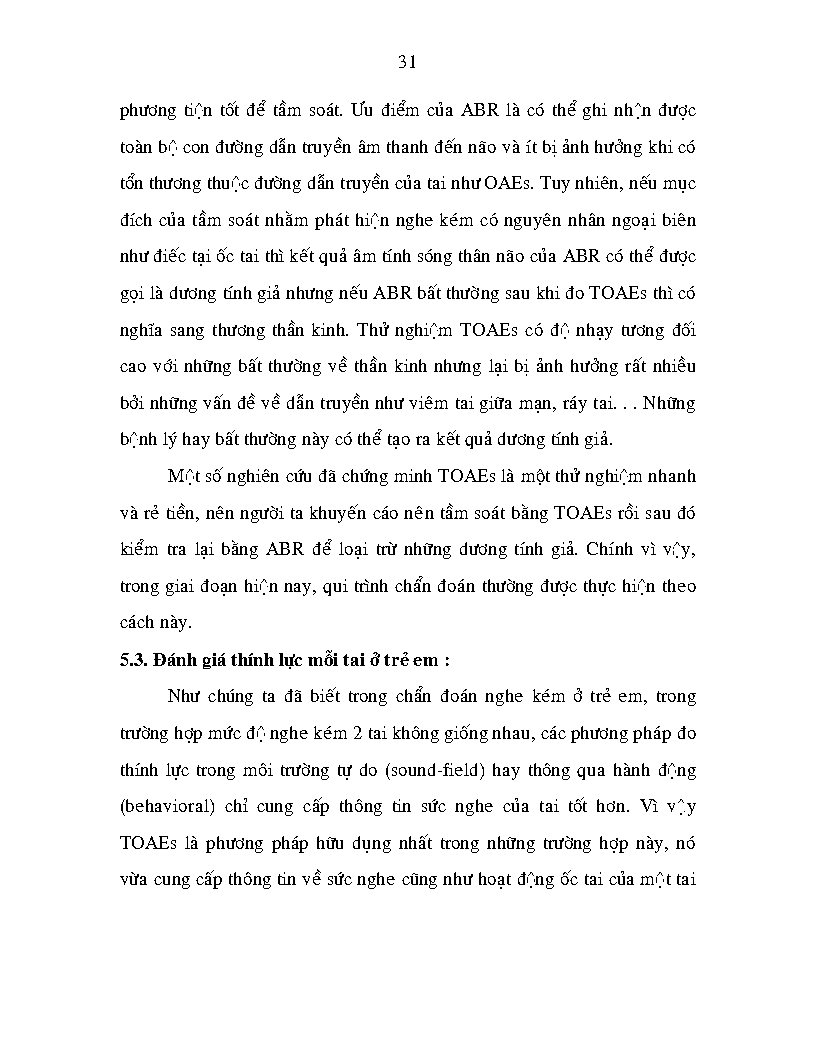 31
phương tiện tốt để tầm soát. Ưu điểm của ABR là có thể ghi nhận được
toàn bộ con đường dẫn truyền âm thanh đến não và ít bị ảnh hưởng khi có
tổn thương thuộc đường dẫn truyền của tai như OAEs. Tuy nhiên, nếu mục
đích của tầm soát nhằm phát hiện nghe kém có nguyên nhân ngoại biên
như điếc tại ốc tai thì kết quả âm tính sóng thân não của ABR có thể được
gọi là dương tính giả nhưng nếu ABR bất thường sau khi đo TOAEs thì có
nghĩa sang thương thần kinh. Thử nghiệm TOAEs có độ nhạy tương đối
cao với những bất thường về thần kinh nhưng lại bị ảnh hưởng rất nhiều
bởi những vấn đề về dẫn truyền như viêm tai giữa mạn, ráy tai. . . Những
bệnh lý hay bất thường này có thể tạo ra kết quả dương tính giả.
Một số nghiên cứu đã chứng minh TOAEs là một thử nghiệm nhanh
và rẻ tiền, nên người ta khuyến cáo nên tầm soát bằng TOAEs rồi sau đó
kiểm tra lại bằng ABR để loại trừ những dương tính giả. Chính vì vậy,
trong giai đoạn hiện nay, qui trình chẩn đoán thường được thực hiện theo
cách này.
5.3. Đánh giá thính lực mỗi tai ở trẻ em :
Như chúng ta đã biết trong chẩn đoán nghe kém ở trẻ em, trong
trường hợp mức độ nghe kém 2 tai không giống nhau, các phương pháp đo
thính lực trong môi trường tự do (sound-field) hay thông qua hành động
(behavioral) chỉ cung cấp thông tin sức nghe của tai tốt hơn. Vì vậy
TOAEs là phương pháp hữu dụng nhất trong những trường hợp này, nó
vừa cung cấp thông tin về sức nghe cũng như hoạt động ốc tai của một tai